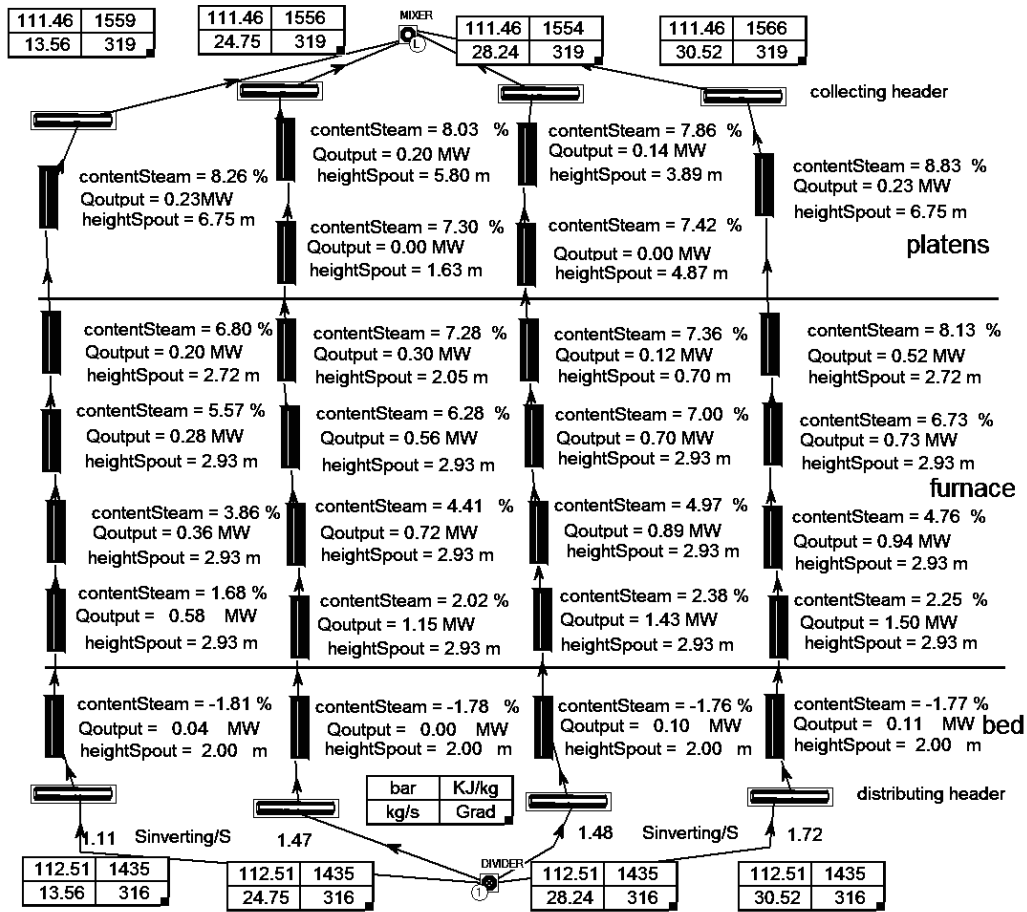 MIXER
L
111.46 1559
13.56 319
111.46 1556
24.75 319
111.46 1554
28.24 319
111.46 1566
30.52 319
collecting header
contentSteam = 8.26 %
Qoutput = 0.23MW
heightSpout = 6.75 m
contentSteam = 8.03 %
Qoutput = 0.20 MW
heightSpout = 5.80 m
contentSteam = 7.86 %
Qoutput = 0.14 MW
heightSpout = 3.89 m
contentSteam = 8.83 %
Qoutput = 0.23 MW
heightSpout = 6.75 m
contentSteam = 7.30 %
Qoutput = 0.00 MW
heightSpout = 1.63 m
contentSteam = 7.42 %
Qoutput = 0.00 MW
heightSpout = 4.87 m
platens
contentSteam = 6.80 %
Qoutput = 0.20 MW
heightSpout = 2.72 m
contentSteam = 7.28 %
Qoutput = 0.30 MW
heightSpout = 2.05 m
contentSteam = 7.36 %
Qoutput = 0.12 MW
heightSpout = 0.70 m
contentSteam = 8.13 %
Qoutput = 0.52 MW
heightSpout = 2.72 m
contentSteam = 5.57 %
Qoutput = 0.28 MW
heightSpout = 2.93 m
contentSteam = 6.28 %
Qoutput = 0.56 MW
heightSpout = 2.93 m
contentSteam = 7.00 %
Qoutput = 0.70 MW
heightSpout = 2.93 m
contentSteam = 6.73 %
Qoutput = 0.73 MW
heightSpout = 2.93 m
furnace
contentSteam = 3.86 %
Qoutput = 0.36 MW
heightSpout = 2.93 m
contentSteam = 4.41 %
Qoutput = 0.72 MW
heightSpout = 2.93 m
contentSteam = 4.97 %
Qoutput = 0.89 MW
heightSpout = 2.93 m
contentSteam = 4.76 %
Qoutput = 0.94 MW
heightSpout = 2.93 m
contentSteam = 1.68 %
Qoutput = 0.58 MW
heightSpout = 2.93 m
contentSteam = 2.02 %
Qoutput = 1.15 MW
heightSpout = 2.93 m
contentSteam = 2.38 %
Qoutput = 1.43 MW
heightSpout = 2.93 m
contentSteam = 2.25 %
Qoutput = 1.50 MW
heightSpout = 2.93 m
contentSteam = -1.81 %
Qoutput = 0.04 MW
heightSpout = 2.00 m
contentSteam = -1.78 %
Qoutput = 0.00 MW
heightSpout = 2.00 m
contentSteam = -1.76 %
Qoutput = 0.10 MW
heightSpout = 2.00 m
contentSteam = -1.77 %
Qoutput = 0.11 MW
heightSpout = 2.00 m
bed
bar KJ/kg
kg/s Grad
distributing header
1.11 Sinverting/S 1.47 1.48 Sinverting/S 1.72
DIVIDER
1
112.51 1435
13.56 316
112.51 1435
24.75 316
112.51 1435
28.24 316
112.51 1435
30.52 316